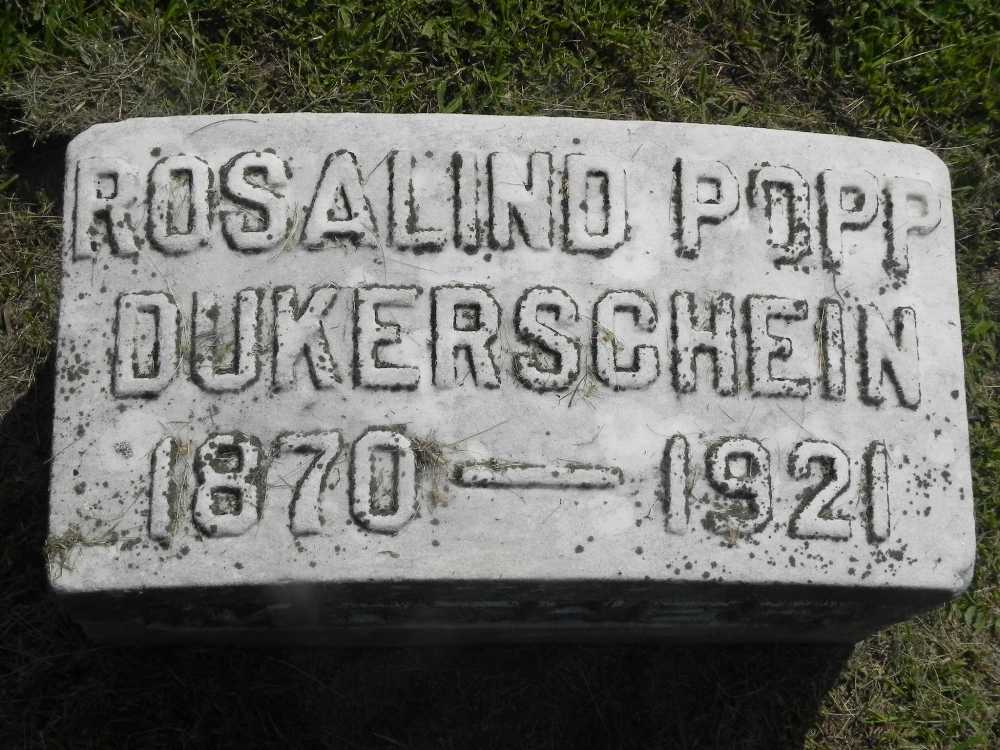 ROSALIND POPP
DUKERSCHEIN
1870 — 1921